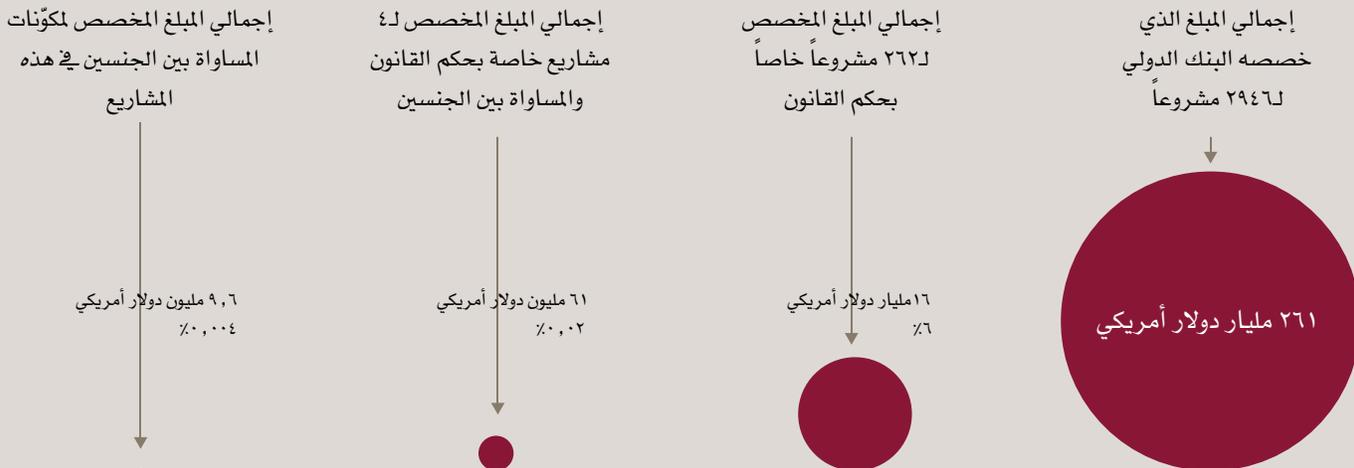 إجمالي المبلغ الذي
خصصه البنك الدولي
لـ٢٩٤٦ مشروعاً
٢٦١ مليار دولار أمريكي
إجمالي المبلغ المخصص
لـ٢٦٢ مشروعاً خاصاً
بحكم القانون
١٦مليار دولار أمريكي
٪٦
إجمالي المبلغ المخصص لـ٤
مشاريع خاصة بحكم القانون
والمساواة بين الجنسين
٦١ مليون دولار أمريكي
٪٠,٠٢
إجمالي المبلغ المخصص لمكوّنات
المساواة بين الجنسين في هذه
المشاريع
٩,٦ مليون دولار أمريكي
٪٠,٠٠٤